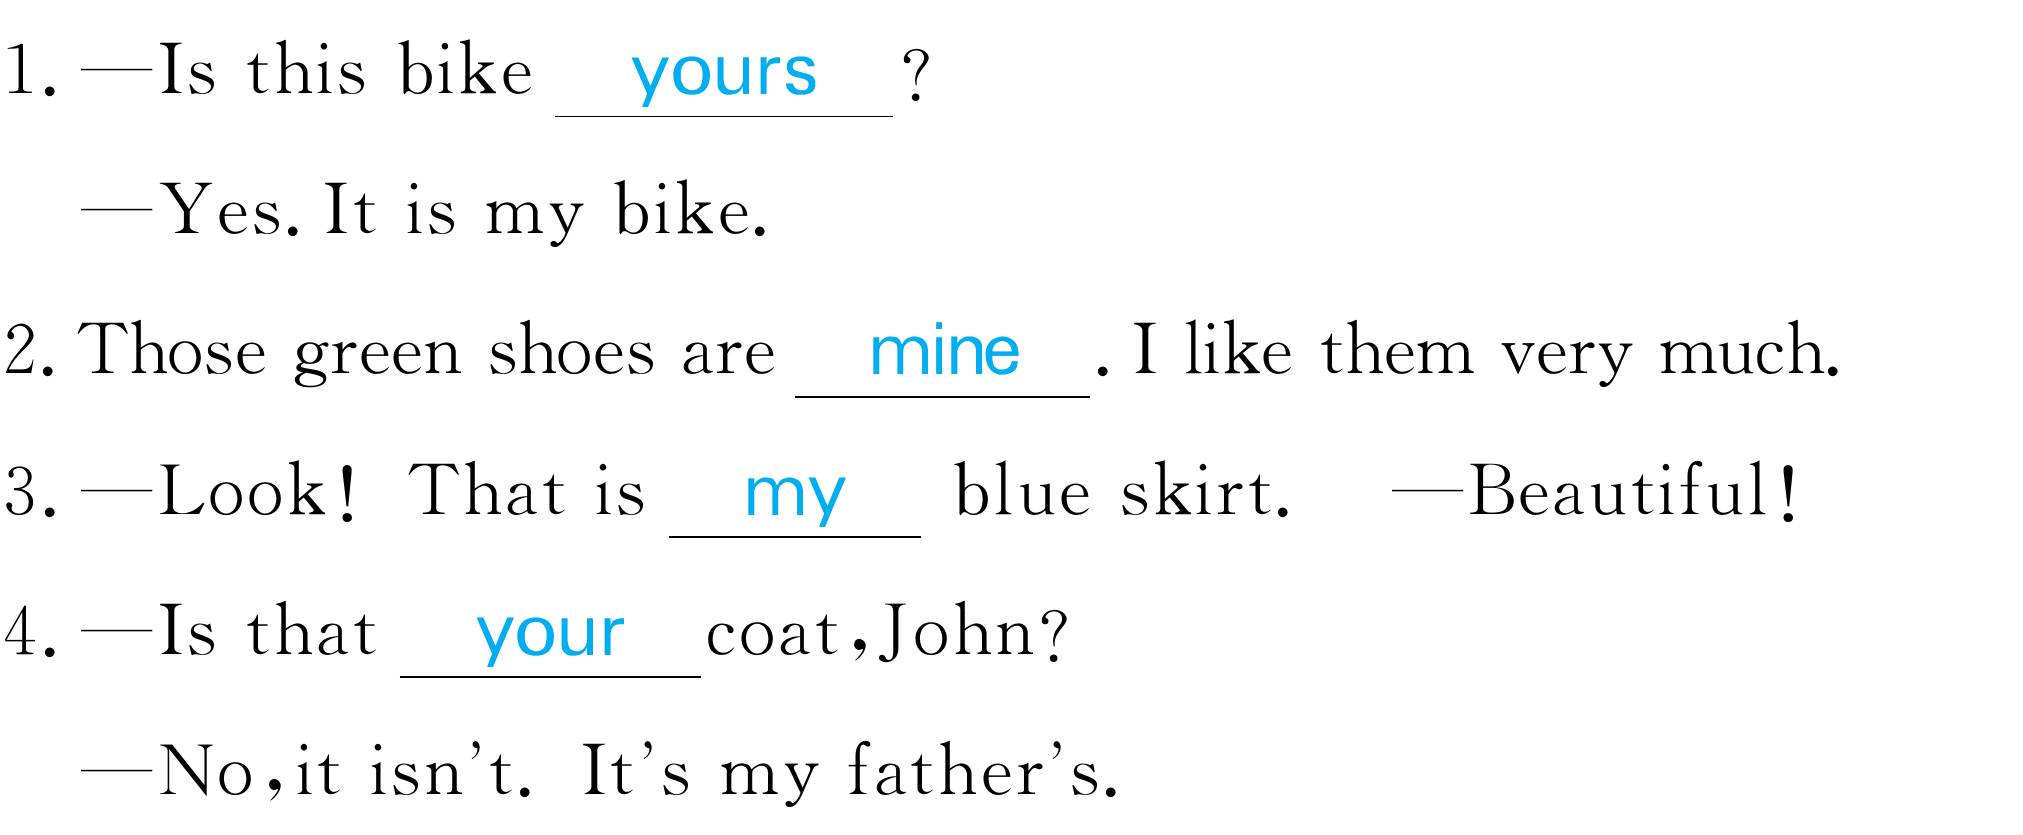 1. —Is this bike yours ?
—Yes. It is my bike.
2. Those green shoes are mine . I like them very much.
3. —Look! That is my blue skirt. —Beautiful!
4. —Is that your coat,John?
—No,it isn't. It's my father's.